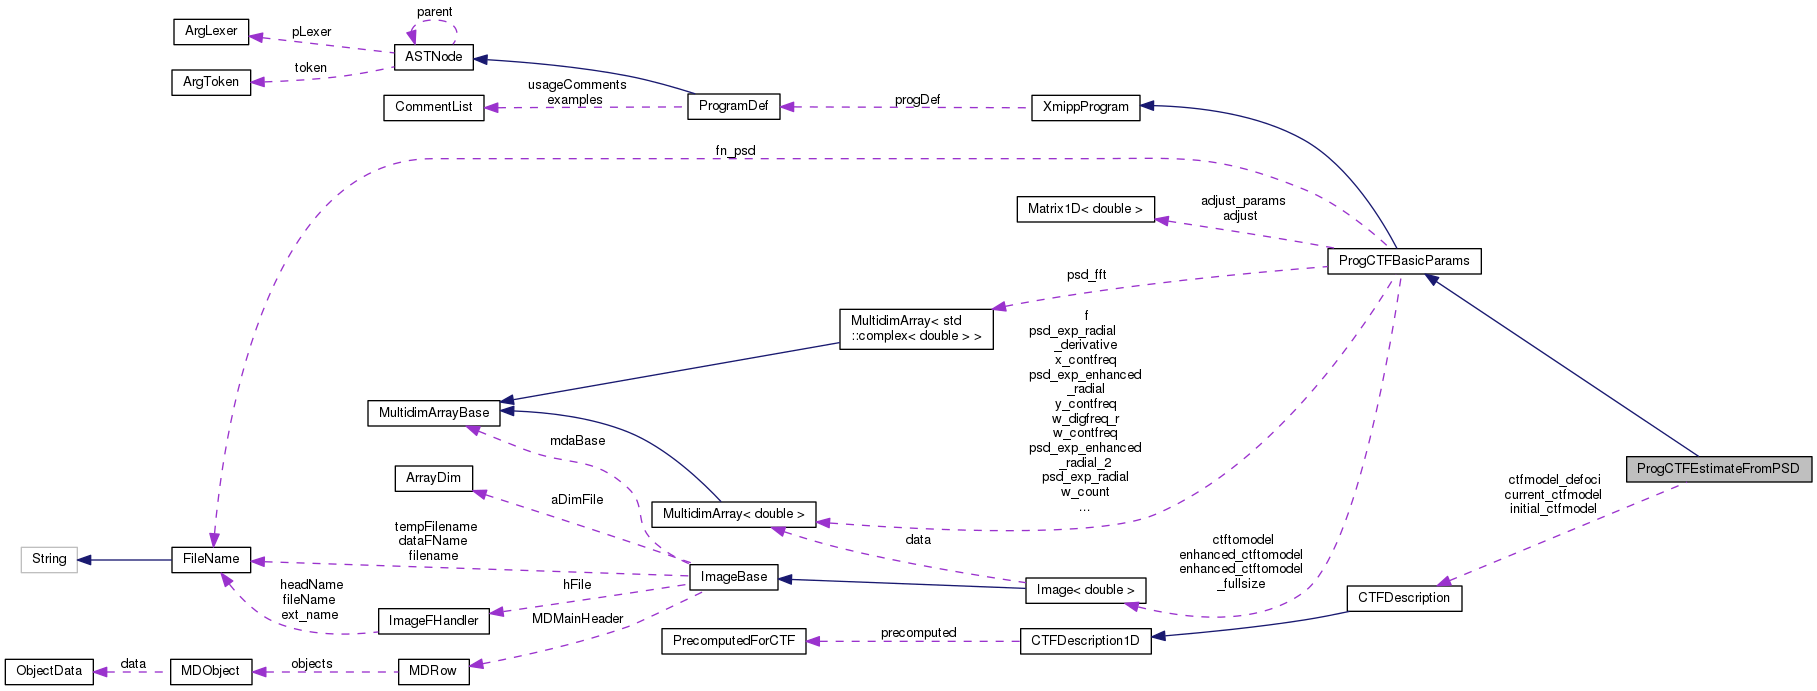 parent
ArgLexer
pLexer
ASTNode
token
ArgToken
usageComments
examples
CommentList
ProgramDef
progDef
XmippProgram
fn_psd
Matrix1D< double >
adjust_params
adjust
ProgCTFBasicParams
psd_fft
MultidimArray< std
::complex< double > >
f
psd_exp_radial
_derivative
x_contfreq
psd_exp_enhanced
_radial
y_contfreq
w_digfreq_r
w_contfreq
psd_exp_enhanced
_radial_2
psd_exp_radial
w_count
...
MultidimArrayBase
mdaBase
ArrayDim
aDimFile
MultidimArray< double >
ProgCTFEstimateFromPSD
ctfmodel_defoci
current_ctfmodel
initial_ctfmodel
tempFilename
dataFName
filename
data
ctftomodel
enhanced_ctftomodel
enhanced_ctftomodel
_fullsize
String
FileName
headName
fileName
ext_name
hFile
ImageBase
Image< double >
CTFDescription
ImageFHandler
MDMainHeader
PrecomputedForCTF
precomputed
CTFDescription1D
ObjectData
data
MDObject
objects
MDRow